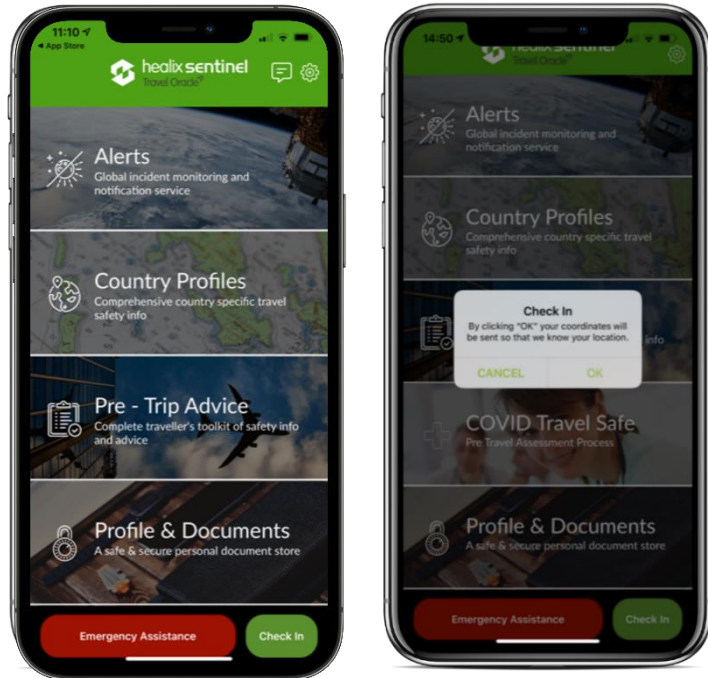 11:10
App Store
healix sentinel
Travel Oracle
Alerts
Global incident monitoring and
notification service
Country Profiles
Comprehensive country specific travel
safety info
Pre - Trip Advice
Complete traveller's toolkit of safety info
and advice
Profile & Documents
A safe & secure personal document store
Emergency Assistance
Check In
14:50
healix sentinel
Travel Oracle
Alerts
Global incident monitoring and
notification service
Country Profiles
Comprehensive country specific travel
safety info
Check In
By clicking "OK" your coordinates will
be sent so that we know your location.
info
CANCEL
OK
COVID Travel Safe
Pre Travel Assessment Process
Profile & Documents
A safe & secure personal document store
Emergency Assistance
Check In